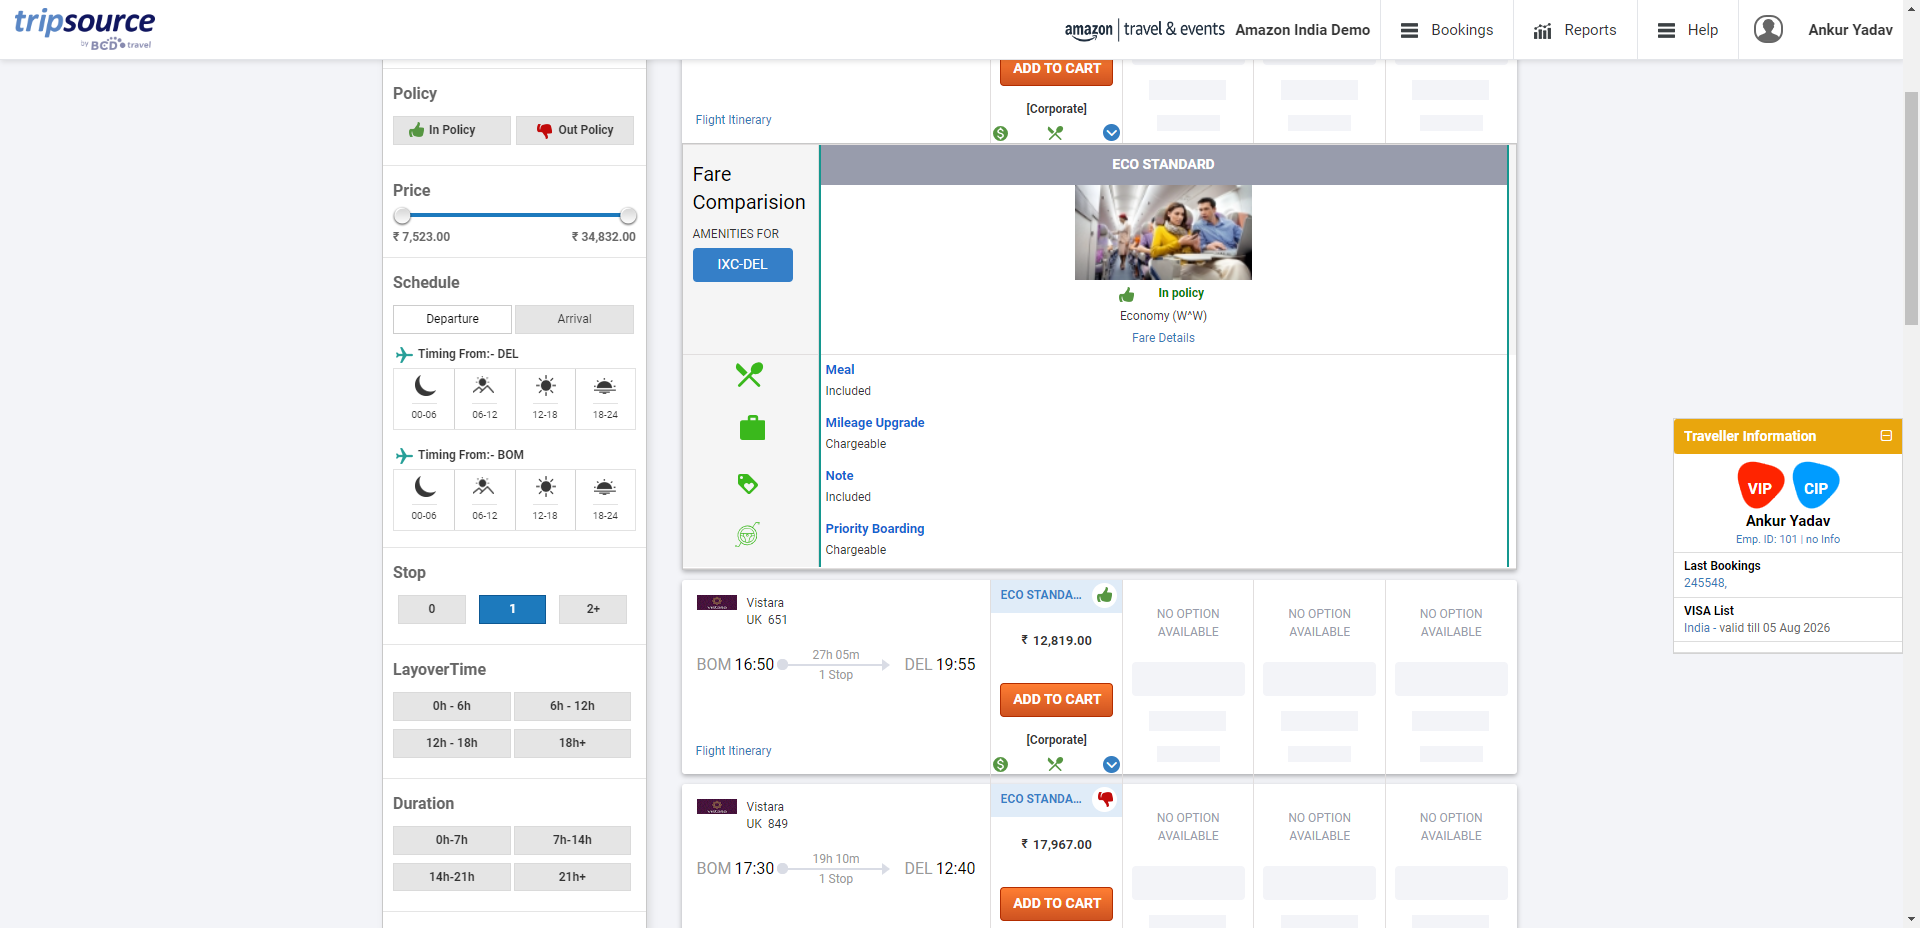 tripsource
by BCD travel
amazon | travel & events
Amazon India Demo
Bookings
Reports
Help
Ankur Yadav
Policy
In Policy
Out Policy
Price
₹ 7,523.00
₹ 34,832.00
Schedule
Departure
Arrival
Timing From:- DEL
00-06
06-12
12-18
18-24
Timing From:- BOM
00-06
06-12
12-18
18-24
Stop
0
1
2+
LayoverTime
0h - 6h
6h - 12h
12h - 18h
18h+
Duration
0h-7h
7h-14h
14h-21h
21h+
ADD TO CART
[Corporate]
Flight Itinerary
Fare
Comparision
AMENITIES FOR
IXC-DEL
ECO STANDARD
In policy
Economy (W^W)
Fare Details
Meal
Included
Mileage Upgrade
Chargeable
Note
Included
Priority Boarding
Chargeable
Vistara
UK 651
BOM 16:50
27h 05m
1 Stop
DEL 19:55
Flight Itinerary
ECO STANDA...
₹ 12,819.00
ADD TO CART
[Corporate]
NO OPTION
AVAILABLE
NO OPTION
AVAILABLE
NO OPTION
AVAILABLE
Vistara
UK 849
BOM 17:30
19h 10m
1 Stop
DEL 12:40
ECO STANDA...
₹ 17,967.00
ADD TO CART
NO OPTION
AVAILABLE
NO OPTION
AVAILABLE
NO OPTION
AVAILABLE
Traveller Information
VIP
CIP
Ankur Yadav
Emp. ID: 101 | no Info
Last Bookings
245548,
VISA List
India - valid till 05 Aug 2026